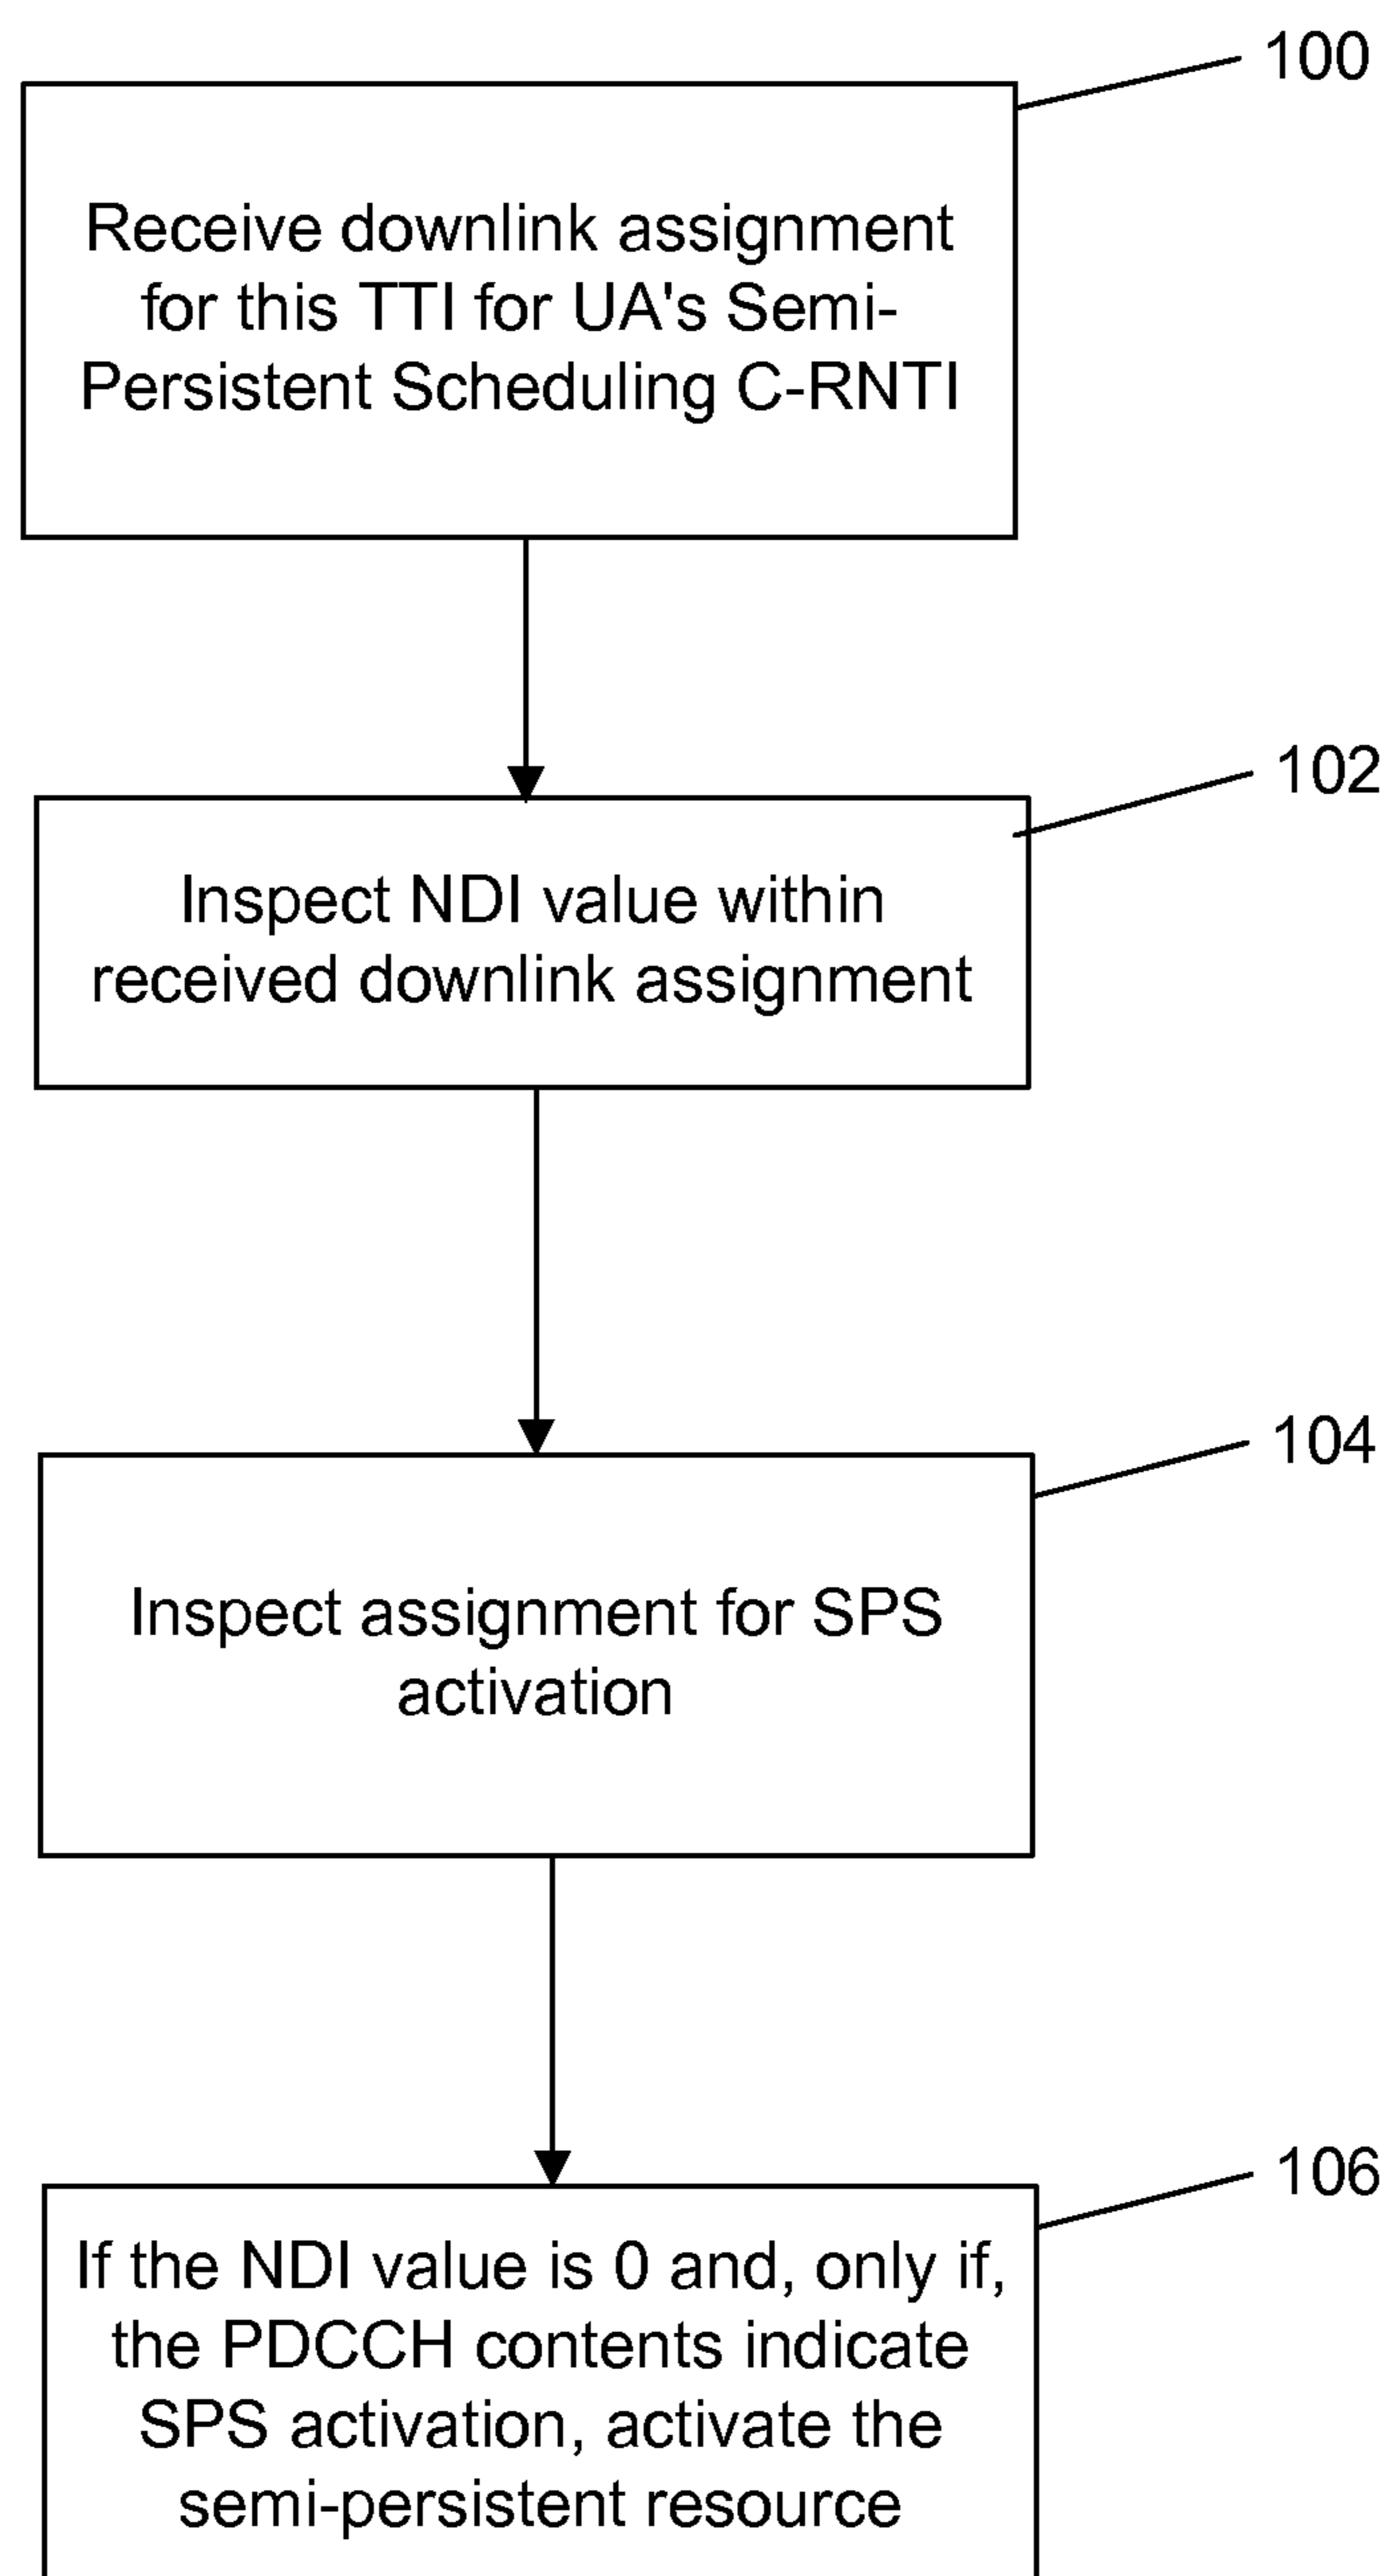 100
Receive downlink assignment
for this TTI for UA's Semi-
Persistent Scheduling C-RNTI
102
Inspect NDI value within
received downlink assignment
104
Inspect assignment for SPS
activation
106
If the NDI value is 0 and, only if,
the PDCCH contents indicate
SPS activation, activate the
semi-persistent resource